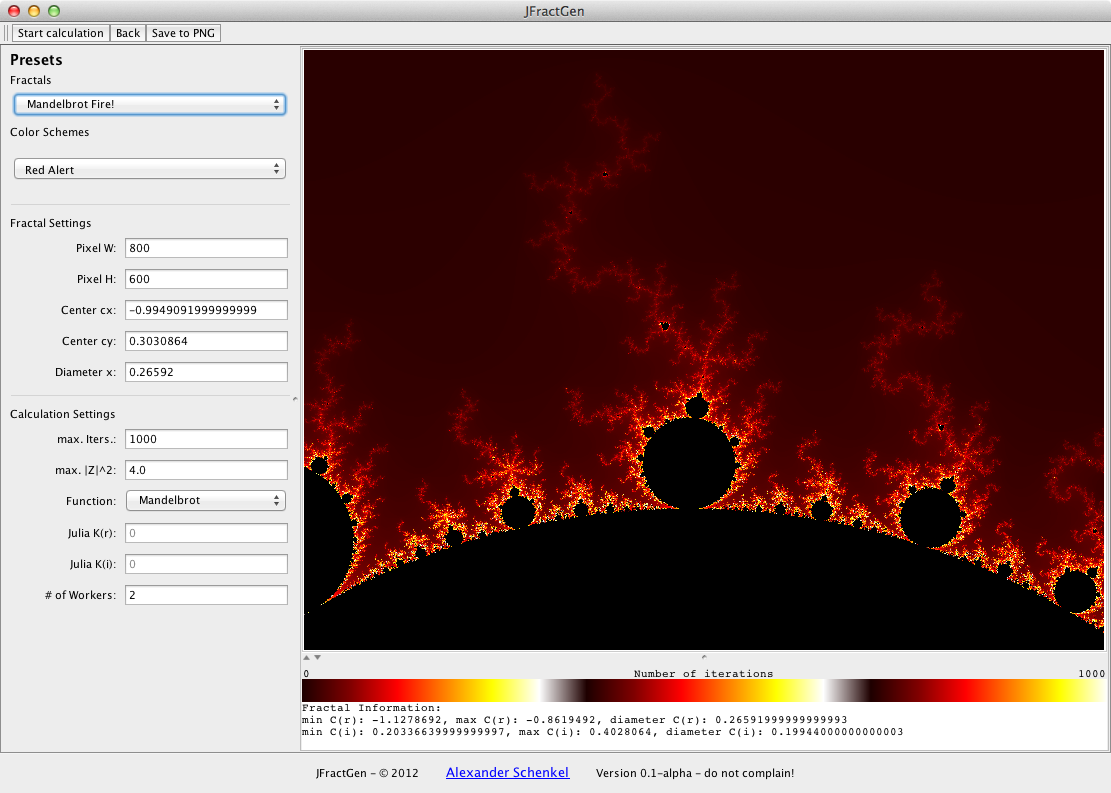 JFractGen
Start calculation Back Save to PNG
Presets
Fractals
Mandelbrot Fire!
Color Schemes
Red Alert
Fractal Settings
Pixel W: 800
Pixel H: 600
Center cx: -0.9949091999999999
Center cy: 0.3030864
Diameter x: 0.26592
Calculation Settings
max. Iters.: 1000
max. |Z|^2: 4.0
Function: Mandelbrot
Julia K(r): 0
Julia K(i): 0
# of Workers: 2
0 Number of iterations 1000
Fractal Information:
min C(r): -1.1278692, max C(r): -0.8619492, diameter C(r): 0.26591999999999993
min C(i): 0.20336639999999997, max C(i): 0.4028064, diameter C(i): 0.19944000000000003
JFractGen - © 2012 Alexander Schenkel Version 0.1-alpha - do not complain!